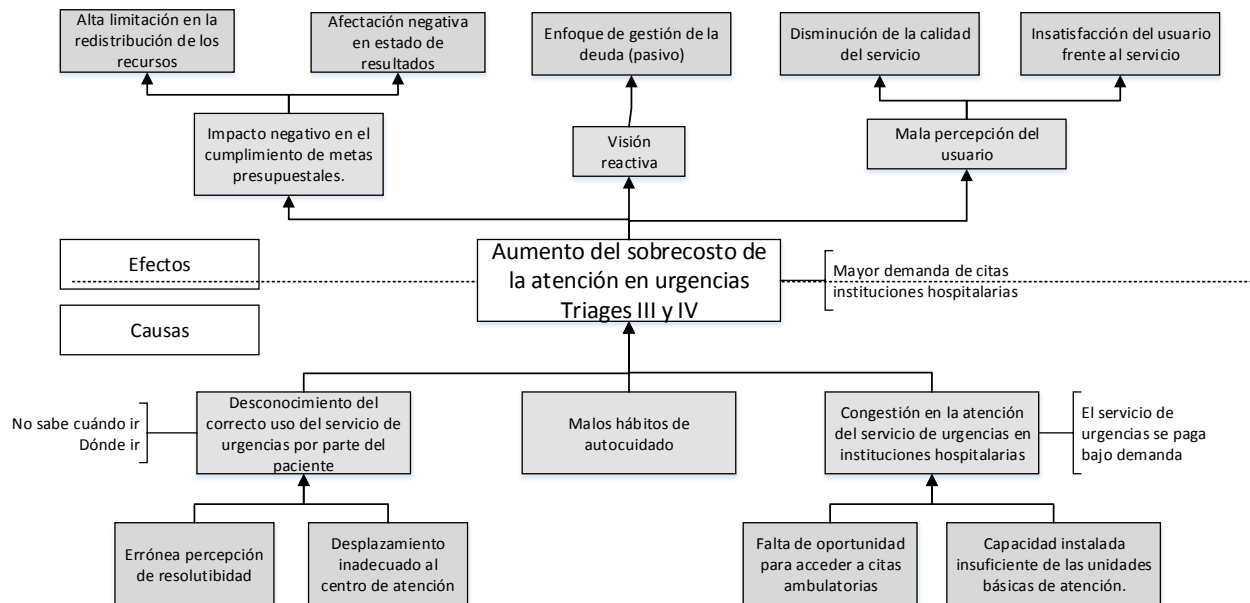 Alta limitación en la
redistribución de los
recursos
Afectación negativa
en estado de
resultados
Enfoque de gestión de la
deuda (pasivo)
Disminución de la calidad
del servicio
Insatisfacción del usuario
frente al servicio
Impacto negativo en el
cumplimiento de metas
presupuestales.
Visión
reactiva
Mala percepción del
usuario
Efectos
Aumento del sobrecosto de
la atención en urgencias
Triages III y IV
Mayor demanda de citas
instituciones hospitalarias
Causas
No sabe cuándo ir
Dónde ir
Desconocimiento del
correcto uso del servicio de
urgencias por parte del
paciente
Malos hábitos de
autocuidado
Congestión en la atención
del servicio de urgencias en
instituciones hospitalarias
El servicio de
urgencias se paga
bajo demanda
Errónea percepción
de resolutibidad
Desplazamiento
inadecuado al
centro de atención
Falta de oportunidad
para acceder a citas
ambulatorias
Capacidad instalada
insuficiente de las unidades
básicas de atención.